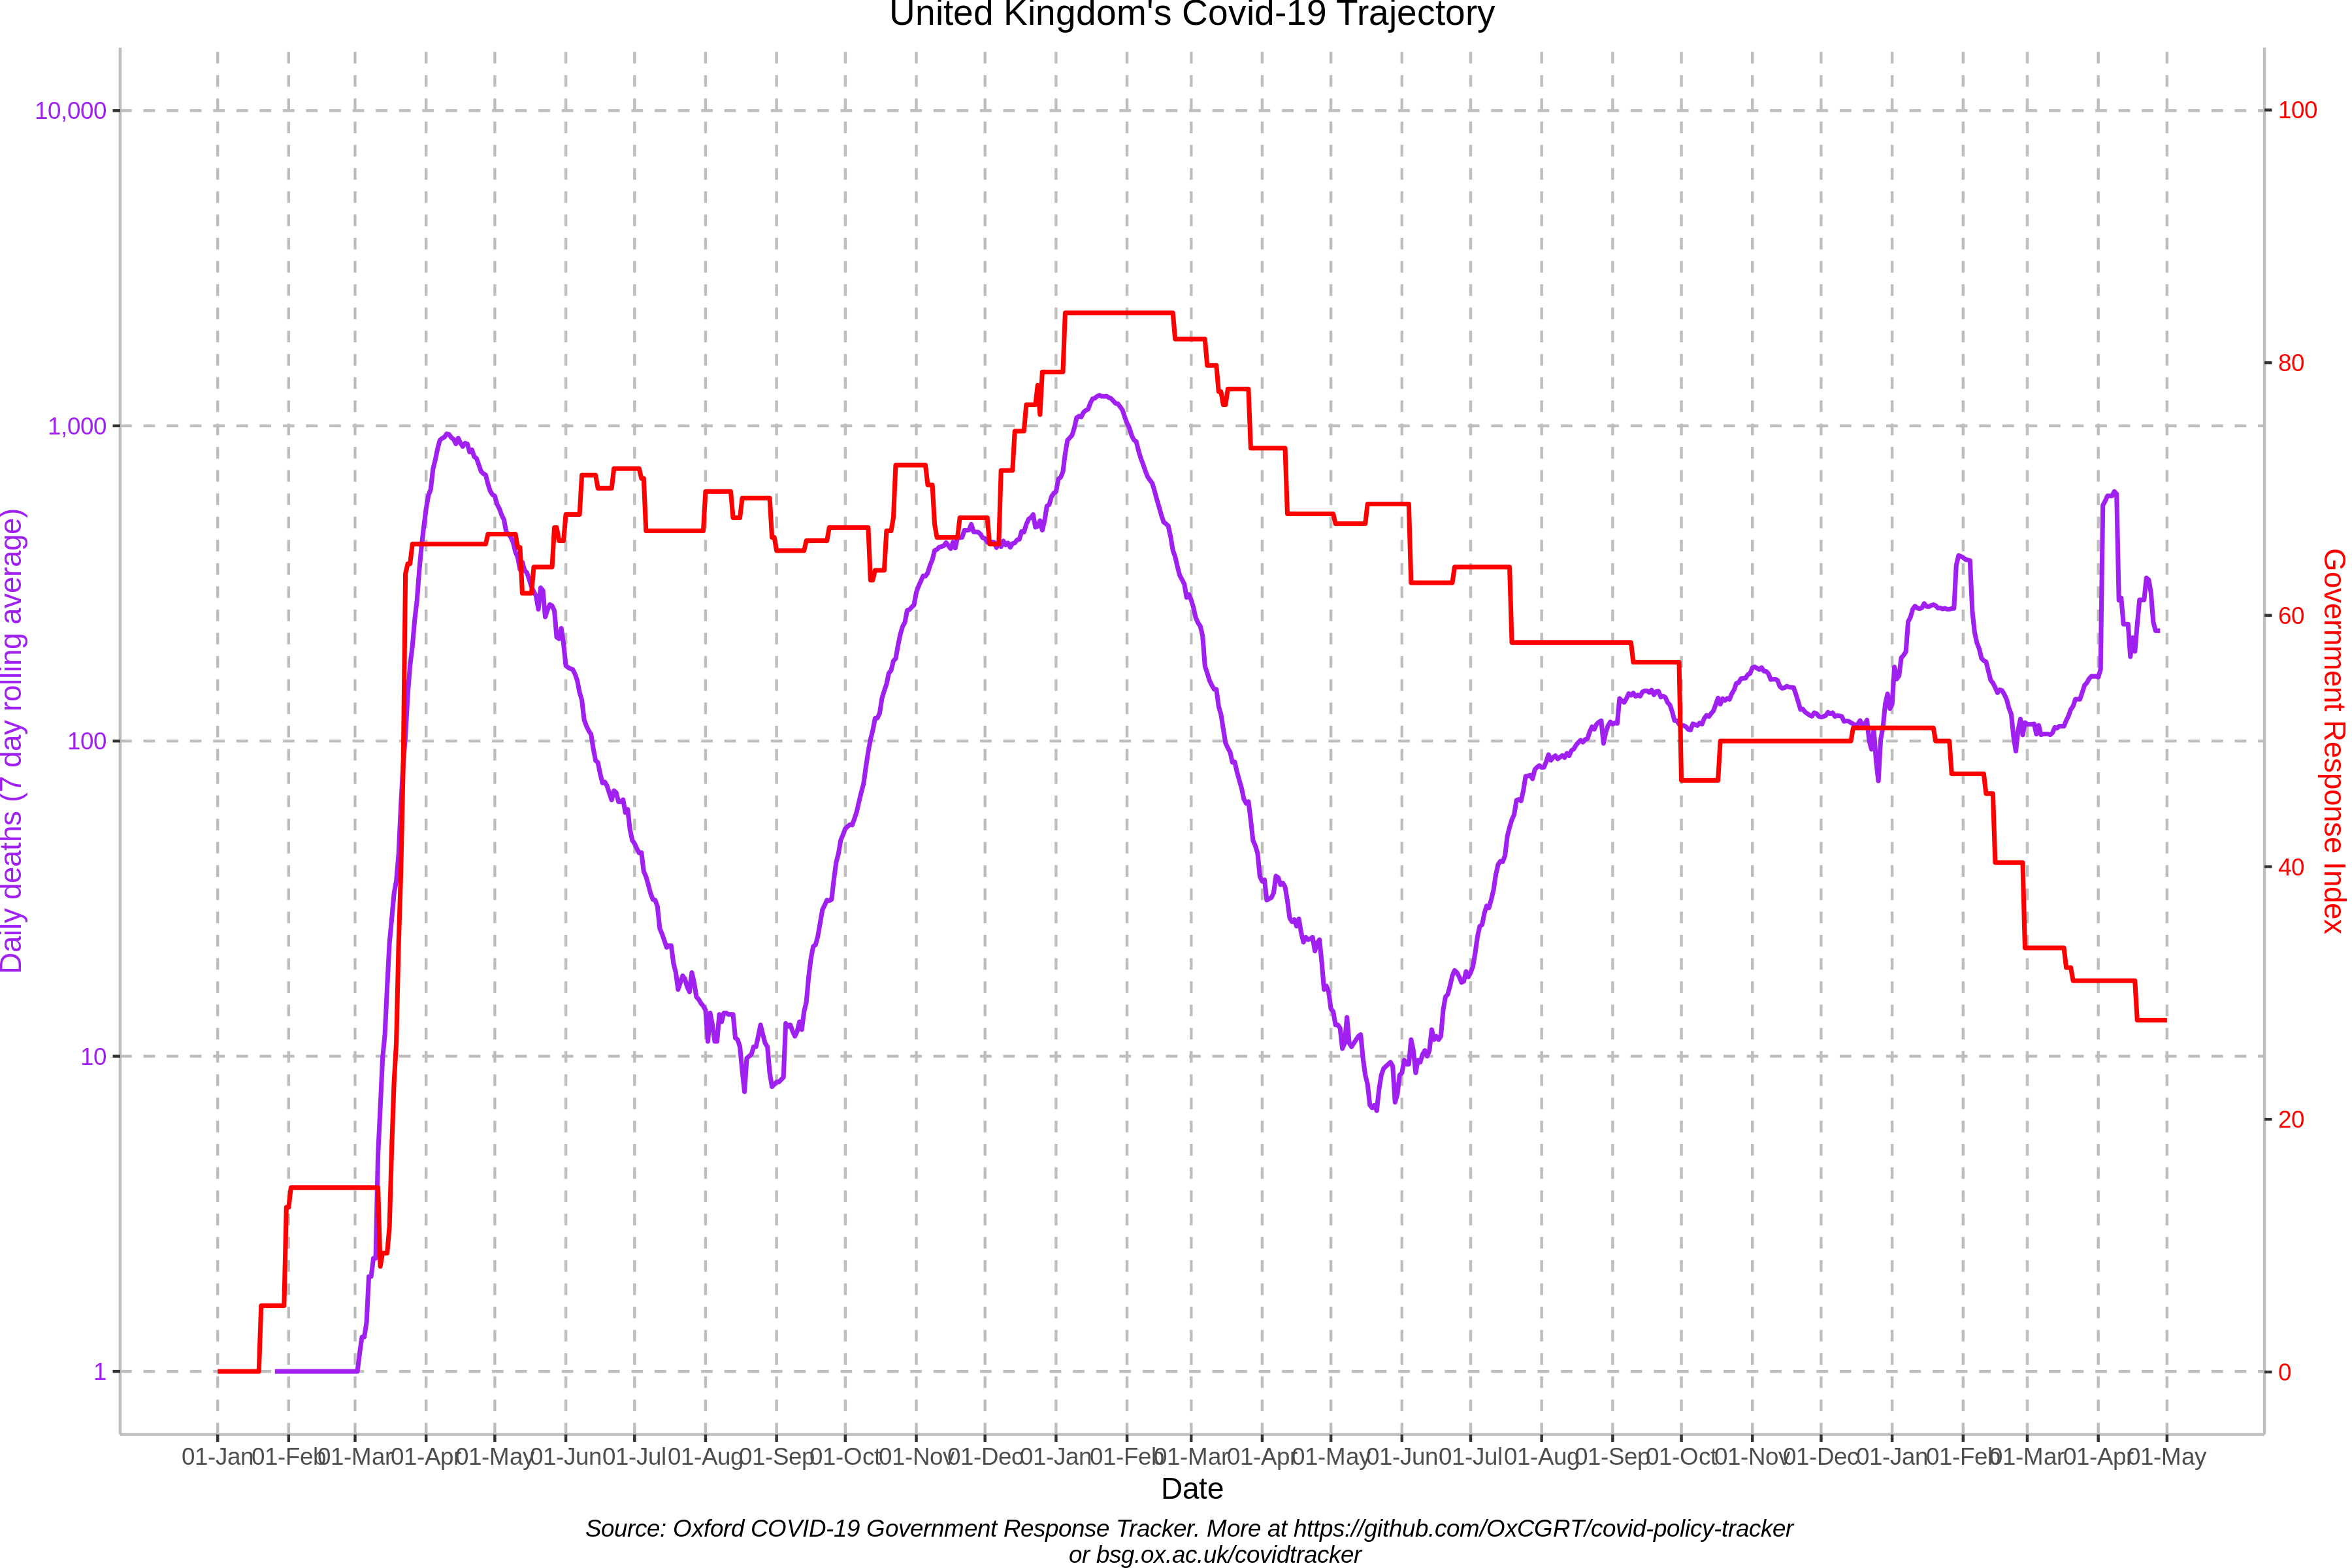 United Kingdom's Covid-19 Trajectory
10,000
1,000
100
10
1
Daily deaths (7 day rolling average)
100
80
60
40
20
0
Government Response Index
01-Jan 01-Feb 01-Mar 01-Apr 01-May 01-Jun 01-Jul 01-Aug 01-Sep 01-Oct 01-Nov 01-Dec 01-Jan 01-Feb 01-Mar 01-Apr 01-May 01-Jun 01-Jul 01-Aug 01-Sep 01-Oct 01-Nov 01-Dec 01-Jan 01-Feb 01-Mar 01-Apr 01-May
Date
Source: Oxford COVID-19 Government Response Tracker. More at https://github.com/OxCGRT/covid-policy-tracker
or bsg.ox.ac.uk/covidtracker